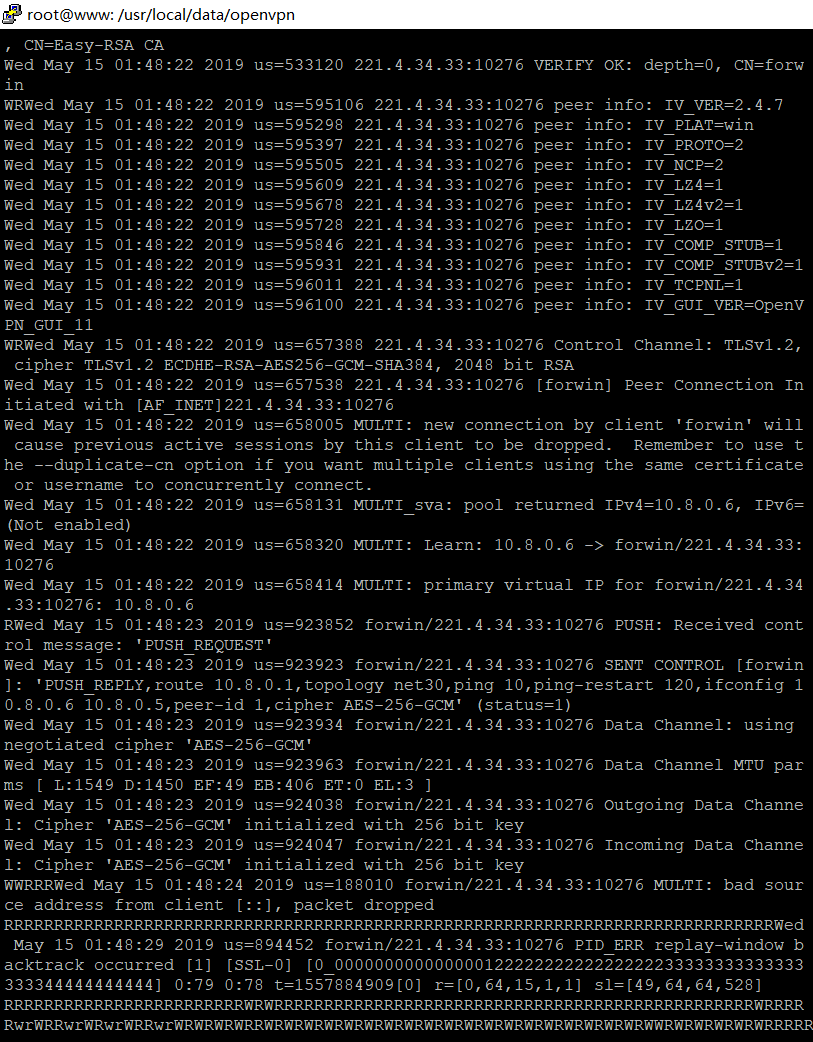 root@www: /usr/local/data/openvpn
, CN=Easy-RSA CA
Wed May 15 01:48:22 2019 us=533120 221.4.34.33:10276 VERIFY OK: depth=0, CN=forw
in
WRWed May 15 01:48:22 2019 us=595106 221.4.34.33:10276 peer info: IV_VER=2.4.7
Wed May 15 01:48:22 2019 us=595298 221.4.34.33:10276 peer info: IV_PLAT=win
Wed May 15 01:48:22 2019 us=595397 221.4.34.33:10276 peer info: IV_PROTO=2
Wed May 15 01:48:22 2019 us=595505 221.4.34.33:10276 peer info: IV_NCP=2
Wed May 15 01:48:22 2019 us=595609 221.4.34.33:10276 peer info: IV_LZ4=1
Wed May 15 01:48:22 2019 us=595678 221.4.34.33:10276 peer info: IV_LZ4v2=1
Wed May 15 01:48:22 2019 us=595728 221.4.34.33:10276 peer info: IV_LZO=1
Wed May 15 01:48:22 2019 us=595846 221.4.34.33:10276 peer info: IV_COMP_STUB=1
Wed May 15 01:48:22 2019 us=595931 221.4.34.33:10276 peer info: IV_COMP_STUBv2=1
Wed May 15 01:48:22 2019 us=596011 221.4.34.33:10276 peer info: IV_TCPNL=1
Wed May 15 01:48:22 2019 us=596100 221.4.34.33:10276 peer info: IV_GUI_VER=OpenV
PN_GUI_11
WRWed May 15 01:48:22 2019 us=657388 221.4.34.33:10276 Control Channel: TLSv1.2,
cipher TLSv1.2 ECDHE-RSA-AES256-GCM-SHA384, 2048 bit RSA
Wed May 15 01:48:22 2019 us=657538 221.4.34.33:10276 [forwin] Peer Connection In
itiated with [AF_INET]221.4.34.33:10276
Wed May 15 01:48:22 2019 us=658005 MULTI: new connection by client 'forwin' will
cause previous active sessions by this client to be dropped.  Remember to use t
he --duplicate-cn option if you want multiple clients using the same certificate
or username to concurrently connect.
Wed May 15 01:48:22 2019 us=658131 MULTI_sva: pool returned IPv4=10.8.0.6, IPv6=
(Not enabled)
Wed May 15 01:48:22 2019 us=658320 MULTI: Learn: 10.8.0.6 -> forwin/221.4.34.33:
10276
Wed May 15 01:48:22 2019 us=658414 MULTI: primary virtual IP for forwin/221.4.34
.33:10276: 10.8.0.6
RWed May 15 01:48:23 2019 us=923852 forwin/221.4.34.33:10276 PUSH: Received cont
rol message: 'PUSH_REQUEST'
Wed May 15 01:48:23 2019 us=923923 forwin/221.4.34.33:10276 SENT CONTROL [forwin
]: 'PUSH_REPLY,route 10.8.0.1,topology net30,ping 10,ping-restart 120,ifconfig 1
0.8.0.6 10.8.0.5,peer-id 1,cipher AES-256-GCM' (status=1)
Wed May 15 01:48:23 2019 us=923934 forwin/221.4.34.33:10276 Data Channel: using
negotiated cipher 'AES-256-GCM'
Wed May 15 01:48:23 2019 us=923963 forwin/221.4.34.33:10276 Data Channel MTU par
ms [ L:1549 D:1450 EF:49 EB:406 ET:0 EL:3 ]
Wed May 15 01:48:23 2019 us=924038 forwin/221.4.34.33:10276 Outgoing Data Channe
l: Cipher 'AES-256-GCM' initialized with 256 bit key
Wed May 15 01:48:23 2019 us=924047 forwin/221.4.34.33:10276 Incoming Data Channe
l: Cipher 'AES-256-GCM' initialized with 256 bit key
WWRRRWed May 15 01:48:24 2019 us=188010 forwin/221.4.34.33:10276 MULTI: bad sour
ce address from client [::], packet dropped
RRRRRRRRRRRRRRRRRRRRRRRRRRRRRRRRRRRRRRRRRRRRRRRRRRRRRRRRRRRRRRRRRRRRRRRRRRRRRWed
May 15 01:48:29 2019 us=894452 forwin/221.4.34.33:10276 PID_ERR replay-window b
acktrack occurred [1] [SSL-0] [0_000000000000000122222222222222222233333333333333
333344444444444] 0:79 0:78 t=1557884909[0] r=[0,64,15,1,1] sl=[49,64,64,528]
RRRRRRRRRRRRRRRRRRRRRRRRWRWRRRRRRRRRRRRRRRRRRRRRRRRRRRRRRRRRRRRRRRRRRRRRRRRWRRRR
RwrWRRwrWRwrWRRwrWRWRWRWRWRWRWRWRWRWRWRWRWRWRWRWRWRWRWRWRWRWRWRWRWRWRWRWRWRWRRRRR